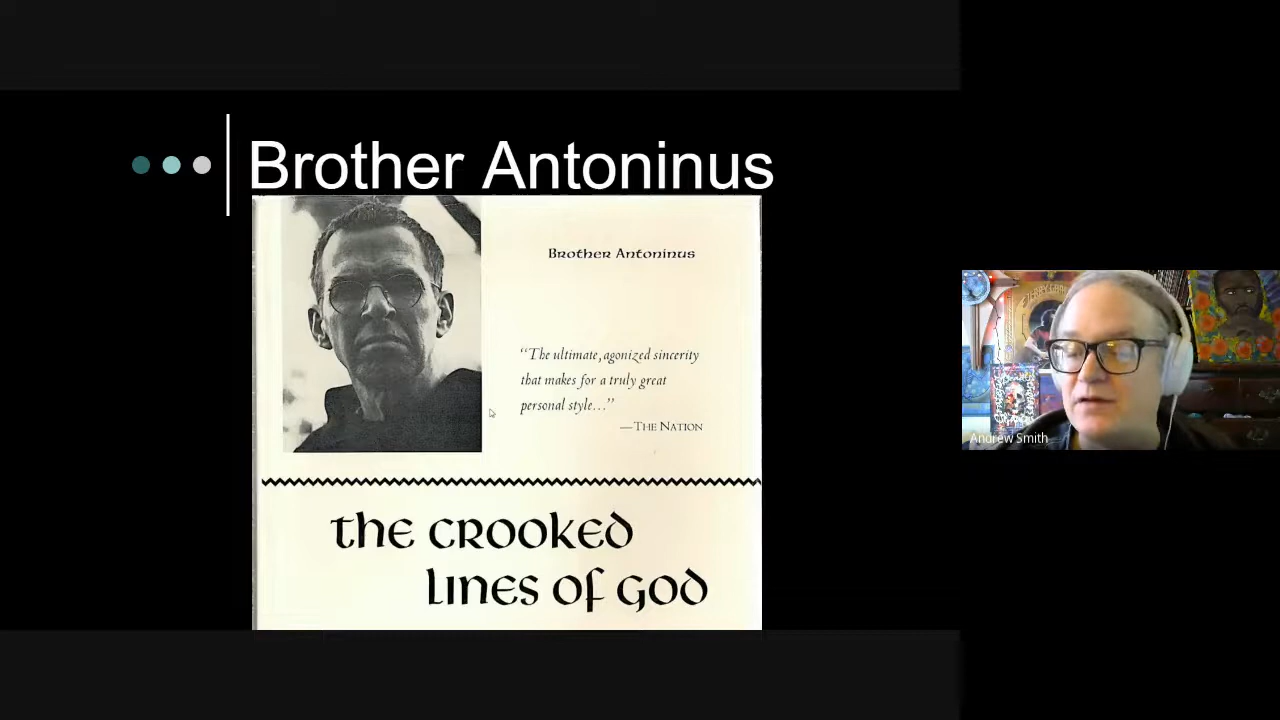 Brother Antoninus
Brother Antoninus
“The ultimate, agonized sincerity
that makes for a truly great
personal style...”
—The Nation
the crooked
lines of god
Andrew Smith